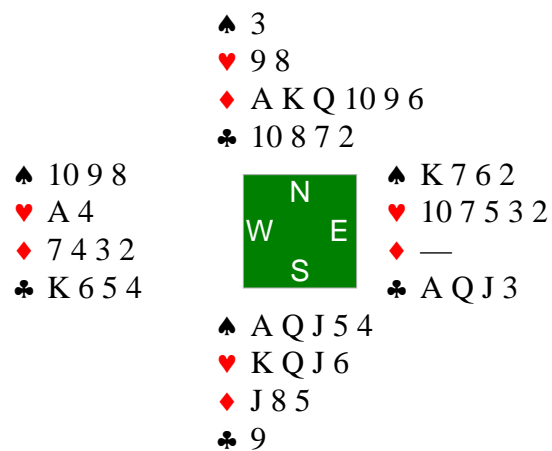 ♠ 3
♥ 9 8
♦ A K Q 10 9 6
♣ 10 8 7 2
♠ 10 9 8
♥ A 4
♦ 7 4 3 2
♣ K 6 5 4
N
W E
S
♠ K 7 6 2
♥ 10 7 5 3 2
♦ —
♣ A Q J 3
♠ A Q J 5 4
♥ K Q J 6
♦ J 8 5
♣ 9